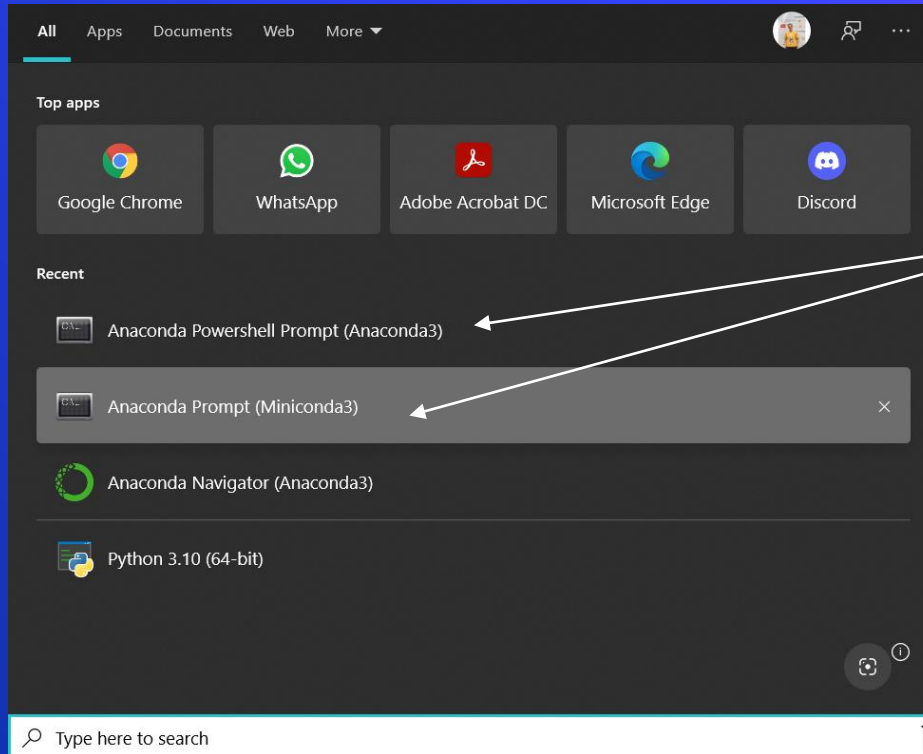 All Apps Documents Web More
Top apps
Google Chrome WhatsApp Adobe Acrobat DC Microsoft Edge Discord
Recent
Anaconda Powershell Prompt (Anaconda3)
Anaconda Prompt (Miniconda3)
Anaconda Navigator (Anaconda3)
Python 3.10 (64-bit)
Type here to search